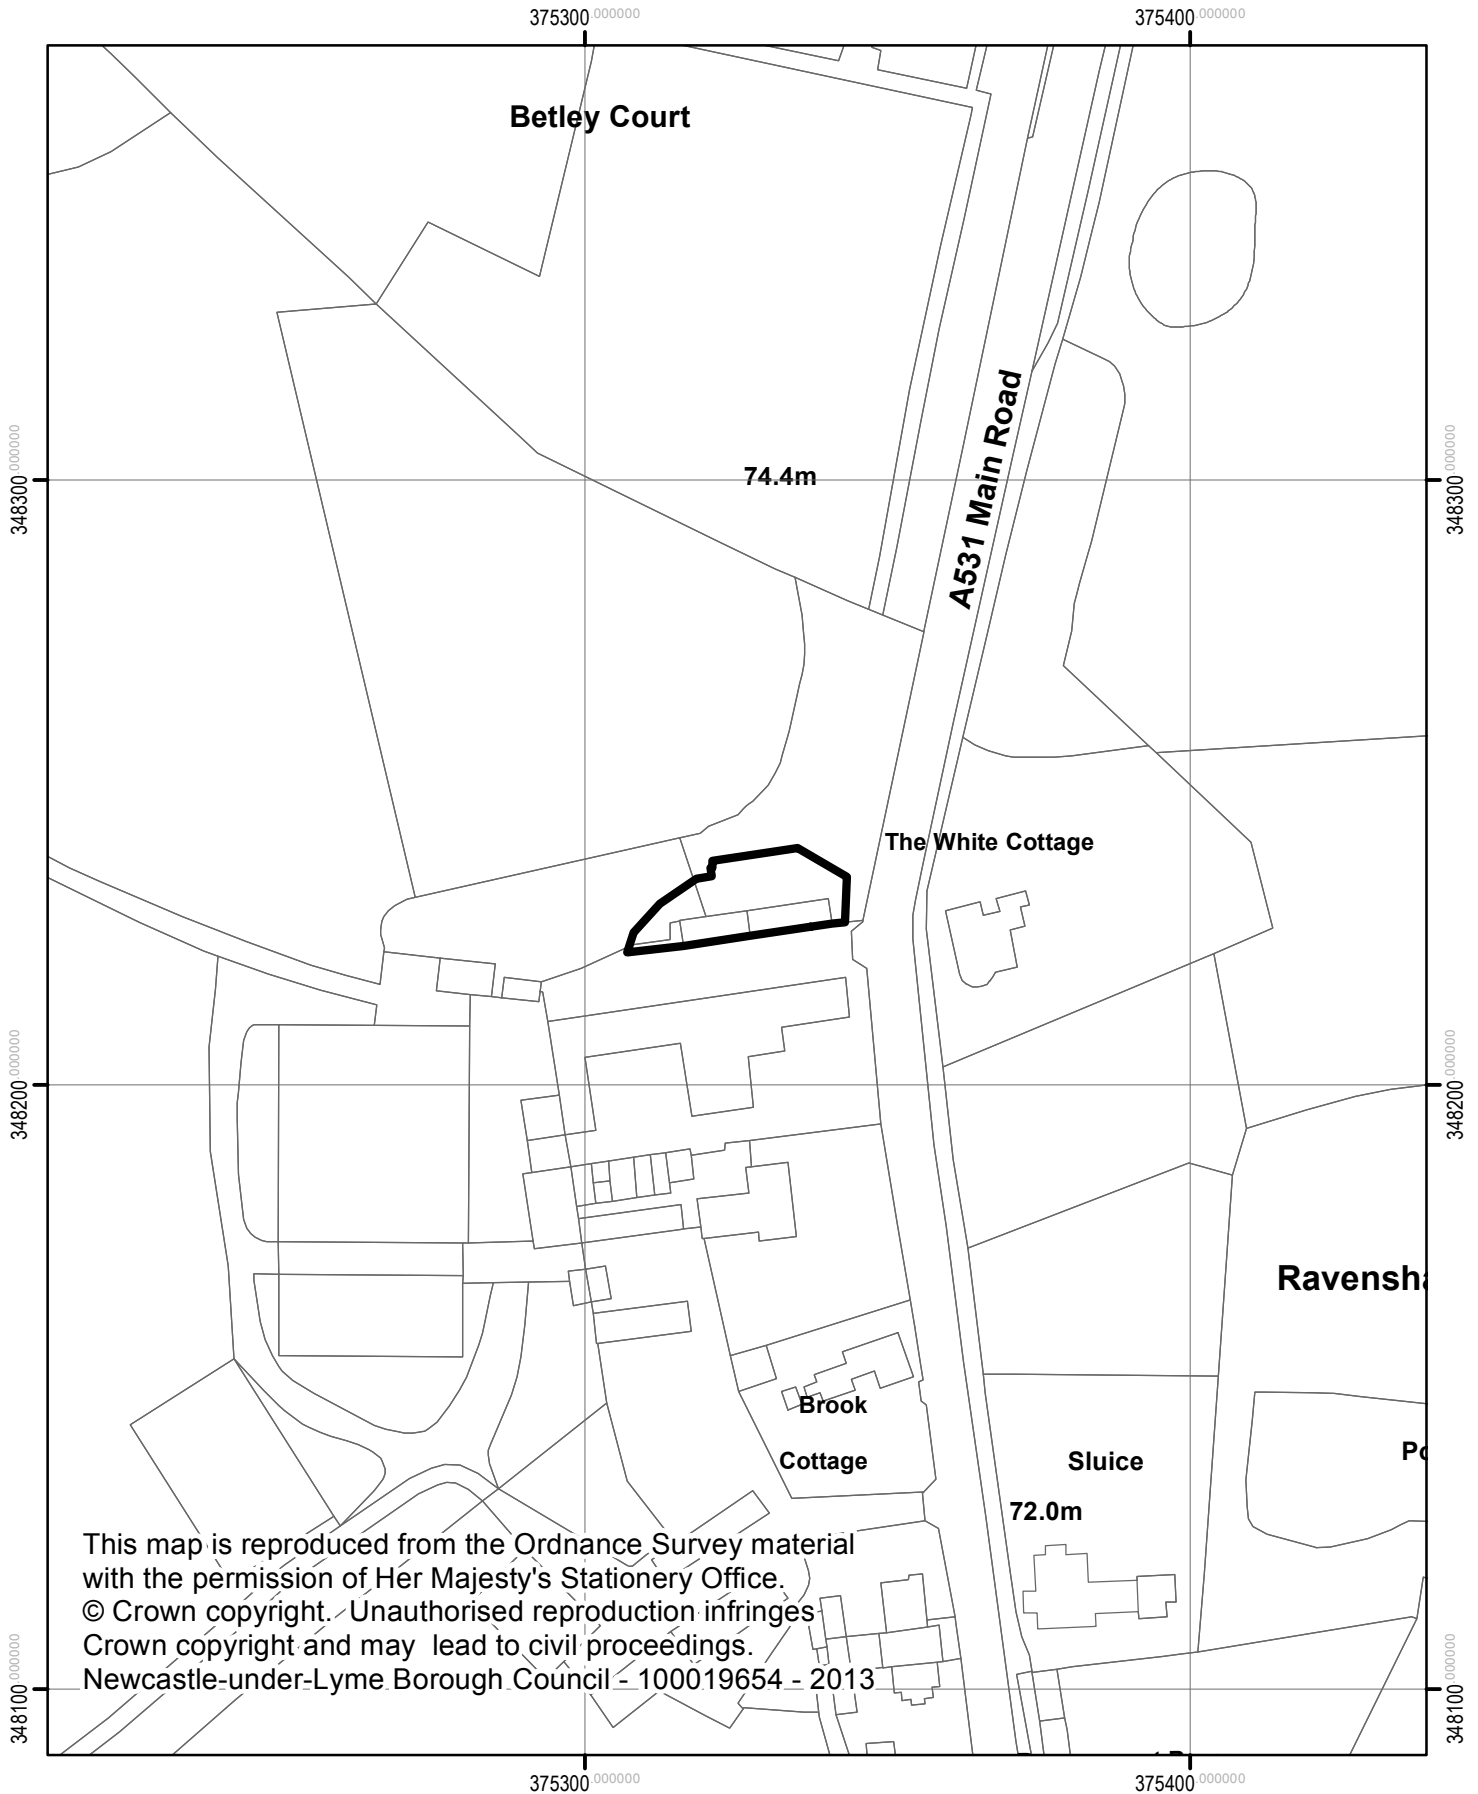 375300.000000
375400.000000
Betley Court
348300.000000
348300.000000
74.4m
A531 Main Road
The White Cottage
348200.000000
348200.000000
Ravensha
Brook
Cottage
Sluice
Po
72.0m
This map is reproduced from the Ordnance Survey material
with the permission of Her Majesty's Stationery Office.
© Crown copyright. Unauthorised reproduction infringes
Crown copyright and may lead to civil proceedings.
Newcastle-under-Lyme Borough Council - 100019654 - 2013
348100.000000
348100.000000
375300.000000
375400.000000